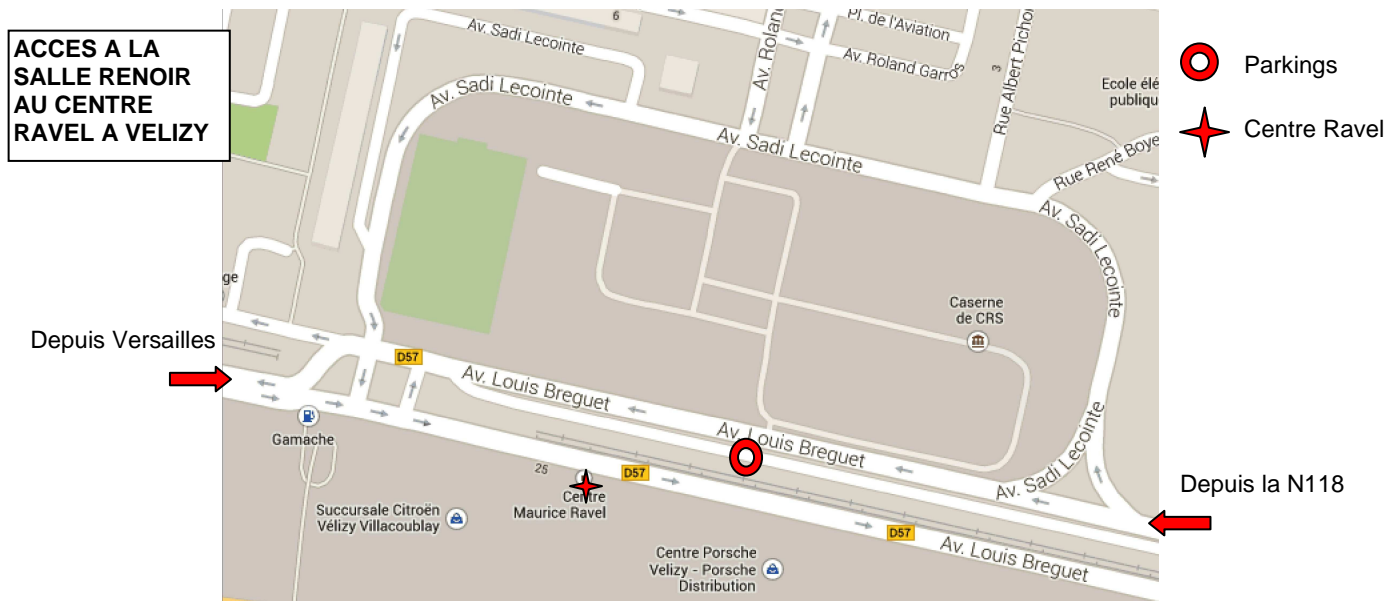 ACCES A LA
SALLE RENOIR
AU CENTRE
RAVEL A VELIZY
6
Av. Sadi Lecointe
Av. Roland
Pl. de l'Aviation
Av. Roland Garros
3
Rue Albert Pichon
Ecole élé
publiqu
Parkings
Centre Ravel
Av. Sadi Lecointe
Av. Sadi Lecointe
Rue René Boye
Av. Sadi Lecointe
ge
Caserne
de CRS
Depuis Versailles
D57
Av. Louis Breguet
Gamache
Av. Louis Breguet
Av. Sadi Lecointe
25
D57
Centre
Maurice Ravel
Depuis la N118
Succursale Citroën
Vélizy Villacoublay
D57
Av. Louis Breguet
Centre Porsche
Velizy - Porsche
Distribution